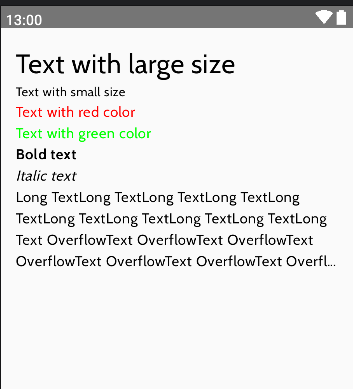 13:00
Text with large size
Text with small size
Text with red color
Text with green color
Bold text
Italic text
Long TextLong TextLong TextLong TextLong
TextLong TextLong TextLong TextLong TextLong
Text OverflowText OverflowText OverflowText
OverflowText OverflowText OverflowText Overfl...